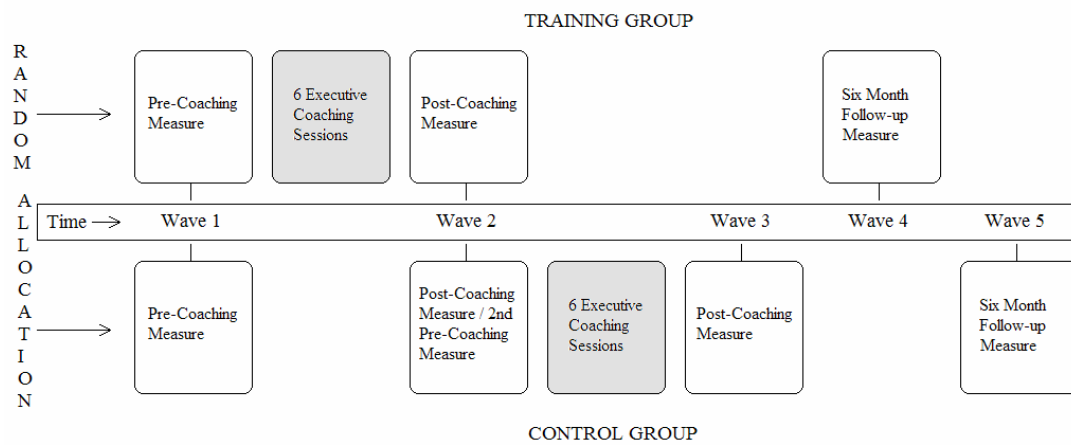 TRAINING GROUP
RANDOM ALLOCATION
Pre-Coaching
Measure
6 Executive
Coaching
Sessions
Post-Coaching
Measure
Six Month
Follow-up
Measure
Time
Wave 1
Wave 2
Wave 3
Wave 4
Wave 5
Pre-Coaching
Measure
Post-Coaching
Measure / 2nd
Pre-Coaching
Measure
6 Executive
Coaching
Sessions
Post-Coaching
Measure
Six Month
Follow-up
Measure
CONTROL GROUP